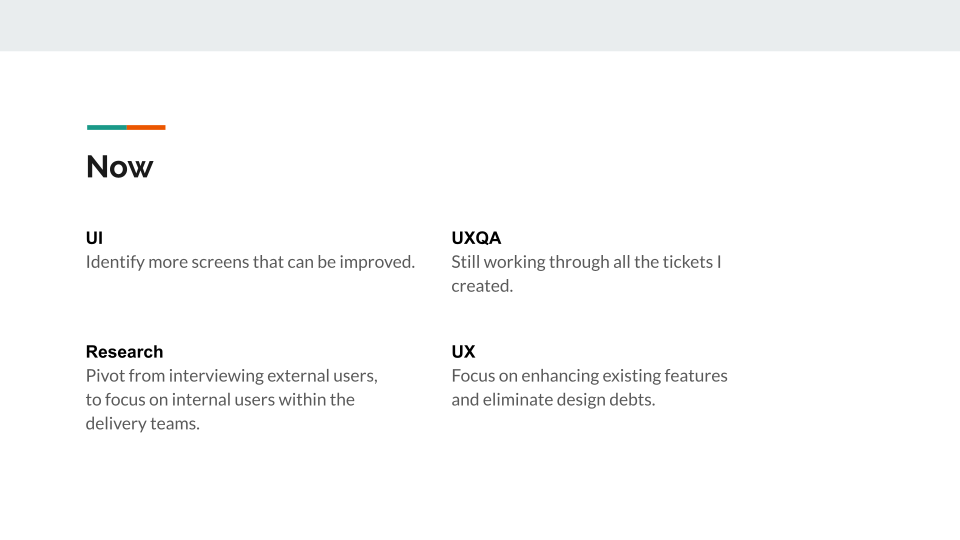 Now
UI
Identify more screens that can be improved.
UXQA
Still working through all the tickets I
created.
Research
Pivot from interviewing external users,
to focus on internal users within the
delivery teams.
UX
Focus on enhancing existing features
and eliminate design debts.